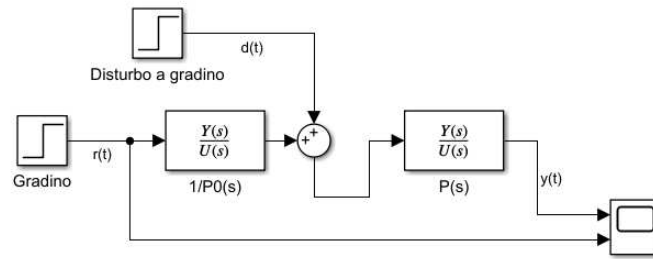 d(t)
Disturbo a gradino
Y(s)
U(s)
Y(s)
U(s)
r(t)
Gradino
1/P0(s)
P(s)
y(t)